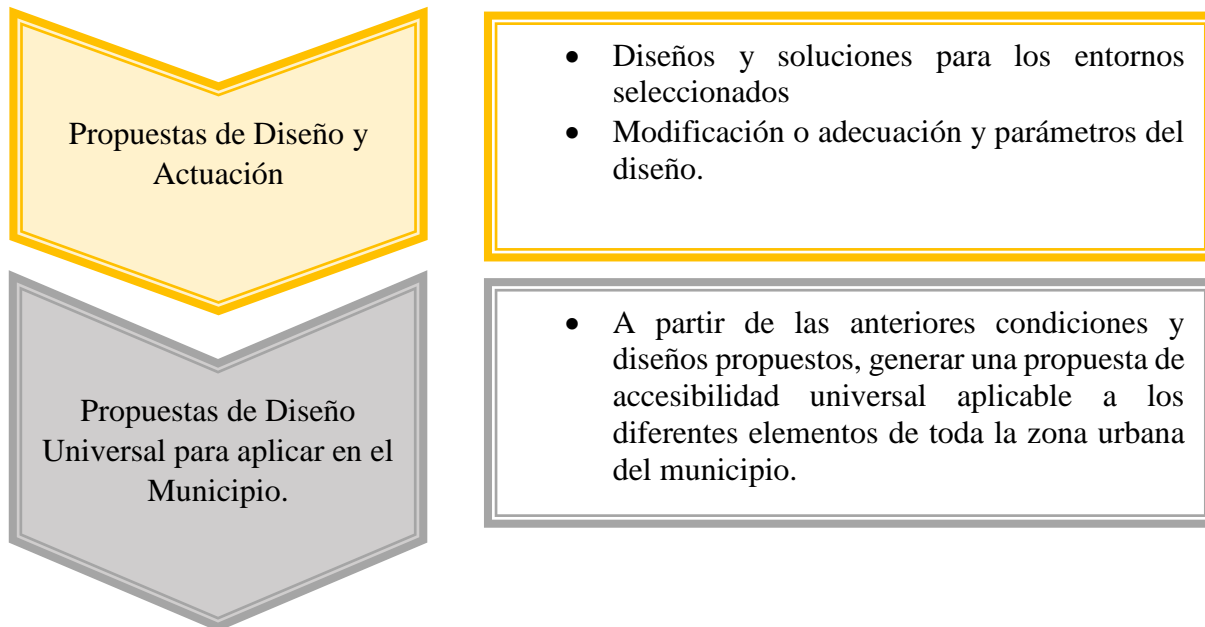 Propuestas de Diseño y
Actuación
• Diseños y soluciones para los entornos
seleccionados
• Modificación o adecuación y parámetros del
diseño.
Propuestas de Diseño
Universal para aplicar en el
Municipio.
• A partir de las anteriores condiciones y
diseños propuestos, generar una propuesta de
accesibilidad universal aplicable a los
diferentes elementos de toda la zona urbana
del municipio.